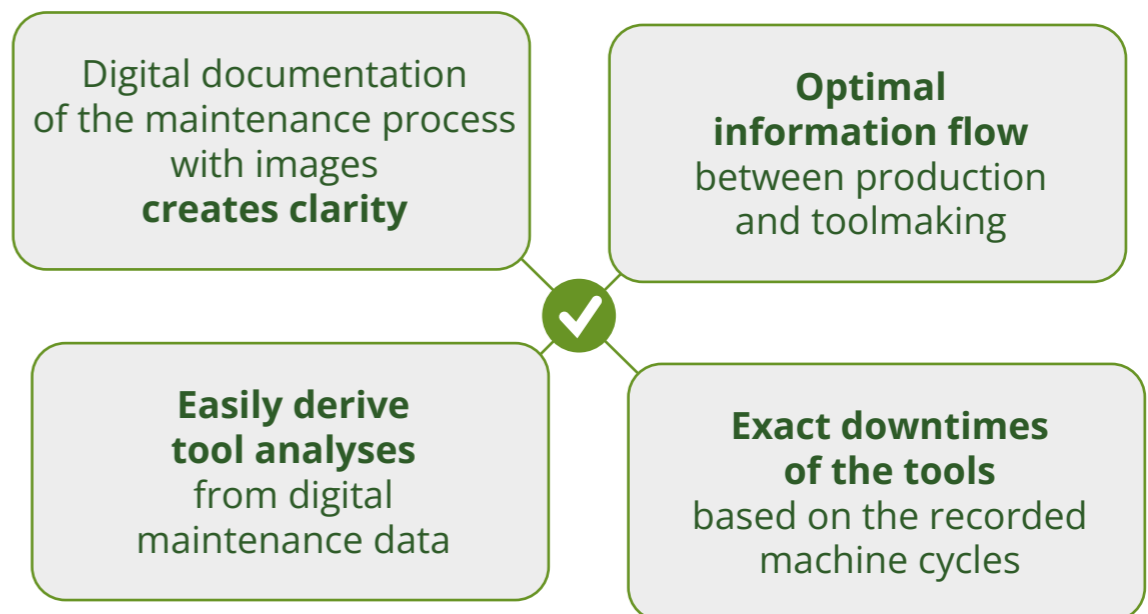 Digital documentation
of the maintenance process
with images
creates clarity
Optimal
information flow
between production
and toolmaking
Easily derive
tool analyses
from digital
maintenance data
Exact downtimes
of the tools
based on the recorded
machine cycles